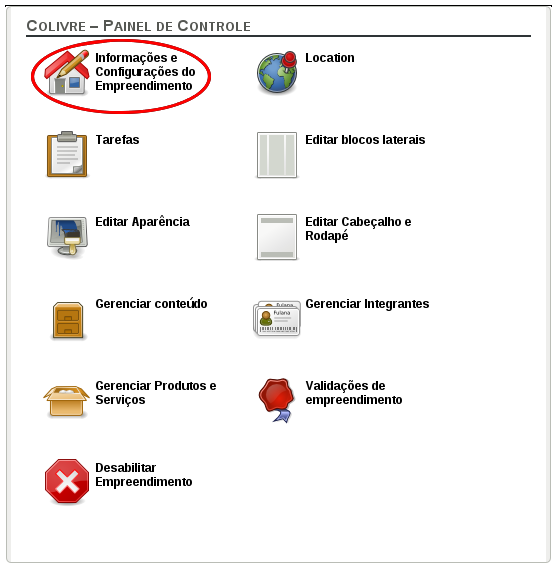 Colivre – Painel de Controle
Informações e
Configurações do
Empreendimento
Location
Tarefas
Editar blocos laterais
Editar Aparência
Editar Cabeçalho e
Rodapé
Gerenciar conteúdo
Fulana
Fulana
Gerenciar Integrantes
Gerenciar Produtos e
Serviços
Validações de
empreendimento
Desabilitar
Empreendimento